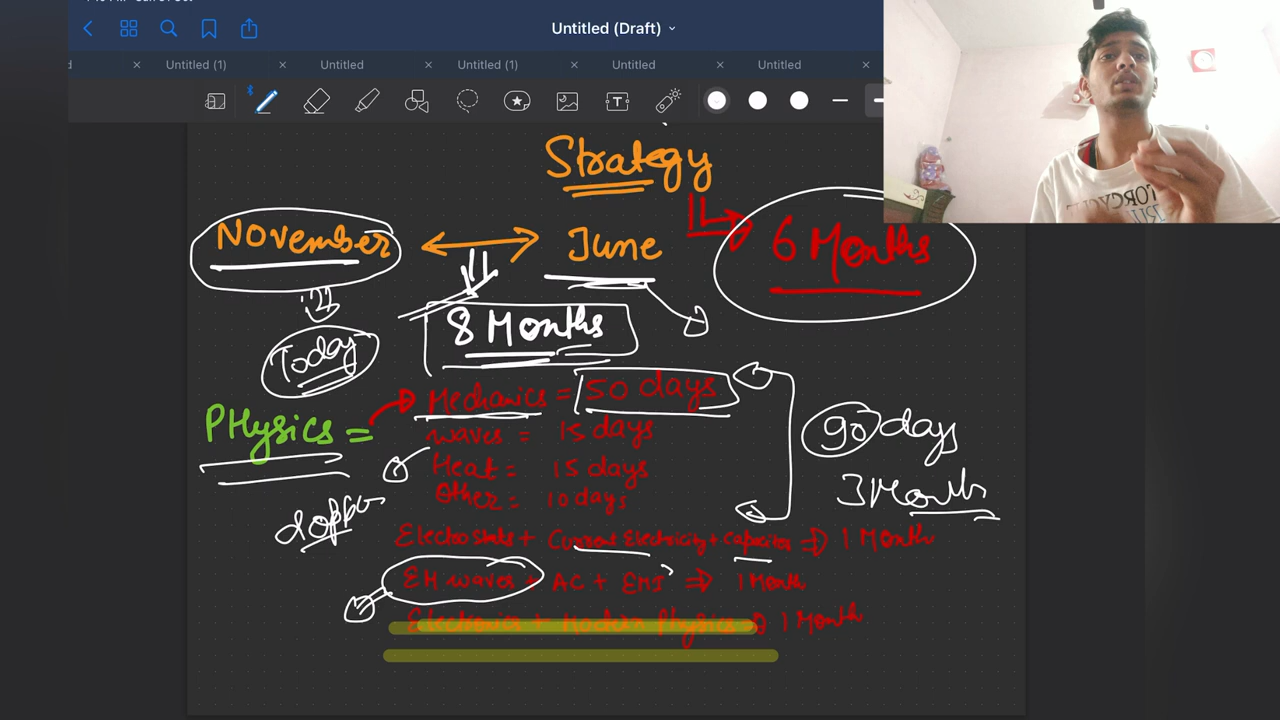 Untitled (Draft)
d
Untitled (1)
Untitled
Untitled (1)
Untitled
Untitled
Strategy
November
June
6 Months
8 Months
Today
Physics =
Mechanics = 50 days
waves = 15 days
Heat = 15 days
Other = 10 days
90 days
3 Months
Electrostats + Current Electricity + Capacitor ⇒ 1 Month
EM waves + AC + EMI ⇒ 1 Month
Electronics + Modern Physics ⇒ 1 Month